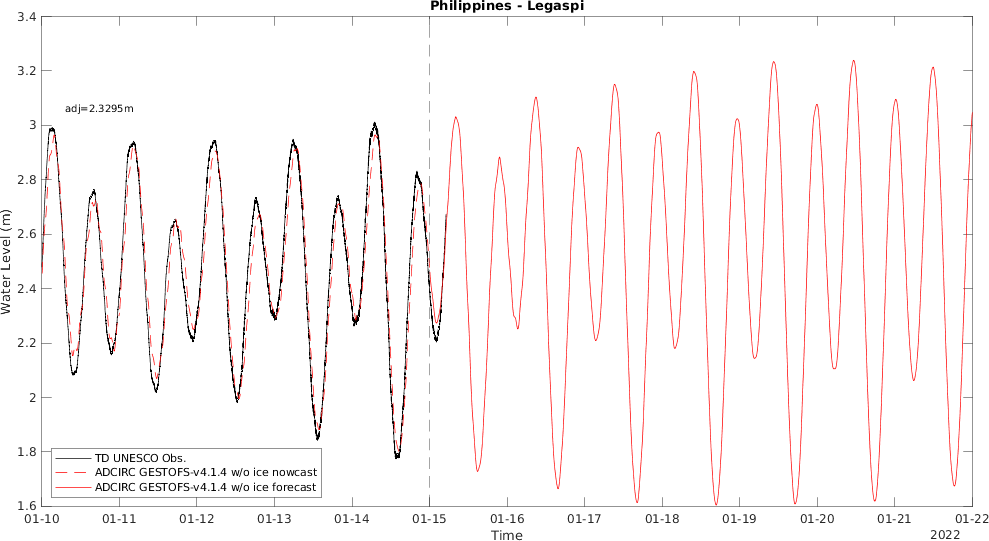 Philippines - Legaspi
3.4
3.2
3
2.8
2.6
2.4
2.2
2
1.8
1.6
Water Level (m)
adj=2.3295m
TD UNESCO Obs.
ADCIRC GESTOFS-v4.1.4 w/o ice nowcast
ADCIRC GESTOFS-v4.1.4 w/o ice forecast
01-10 01-11 01-12 01-13 01-14 01-15 01-16 01-17 01-18 01-19 01-20 01-21 01-22
Time
2022